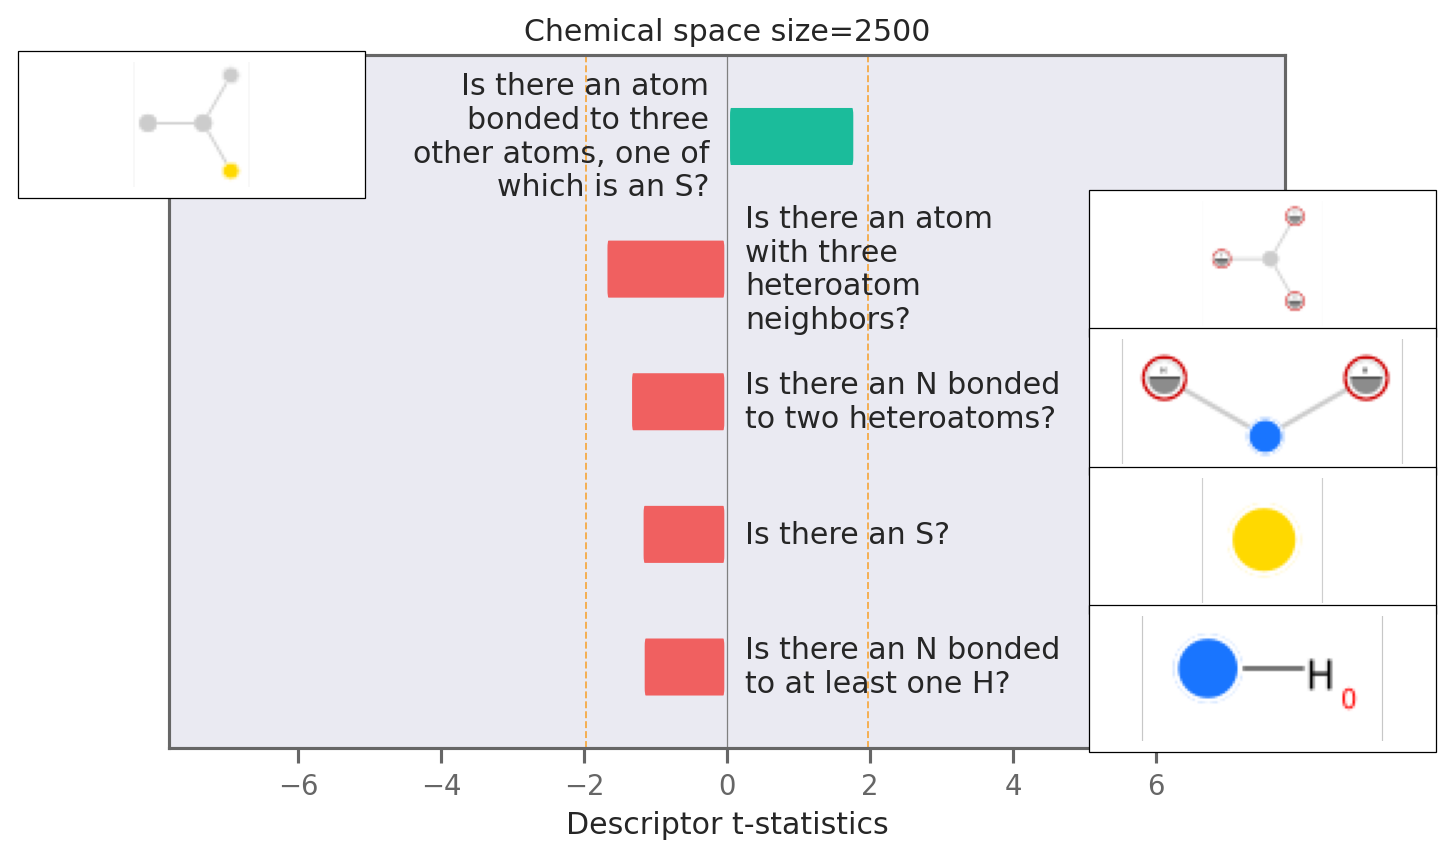 Chemical space size=2500
Is there an atom
bonded to three
other atoms, one of
which is an S?
Is there an atom
with three
heteroatom
neighbors?
Is there an N bonded
to two heteroatoms?
Is there an S?
Is there an N bonded
to at least one H?
H
0
−6 −4 −2 0 2 4 6
Descriptor t-statistics